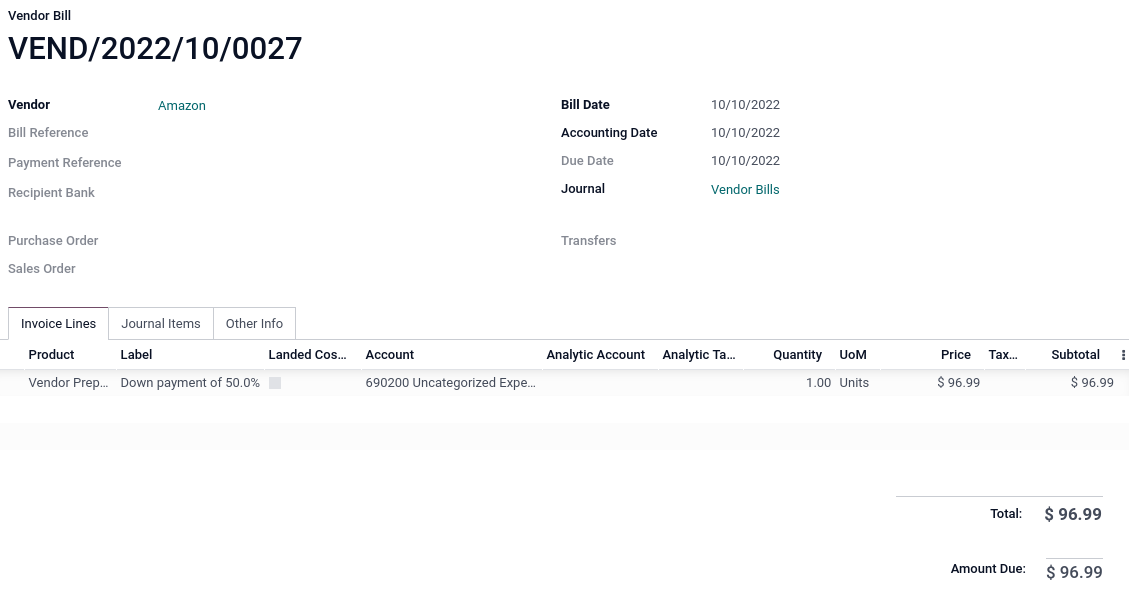 Vendor Bill
VEND/2022/10/0027
Vendor Amazon Bill Date 10/10/2022
Bill Reference Accounting Date 10/10/2022
Payment Reference Due Date 10/10/2022
Recipient Bank Journal Vendor Bills
Purchase Order Transfers
Sales Order
Invoice Lines Journal Items Other Info
Product Label Landed Cos... Account Analytic Account Analytic Ta... Quantity UoM Price Tax... Subtotal
Vendor Prep... Down payment of 50.0% 690200 Uncategorized Expe... 1.00 Units $ 96.99 $ 96.99
Total: $ 96.99
Amount Due: $ 96.99